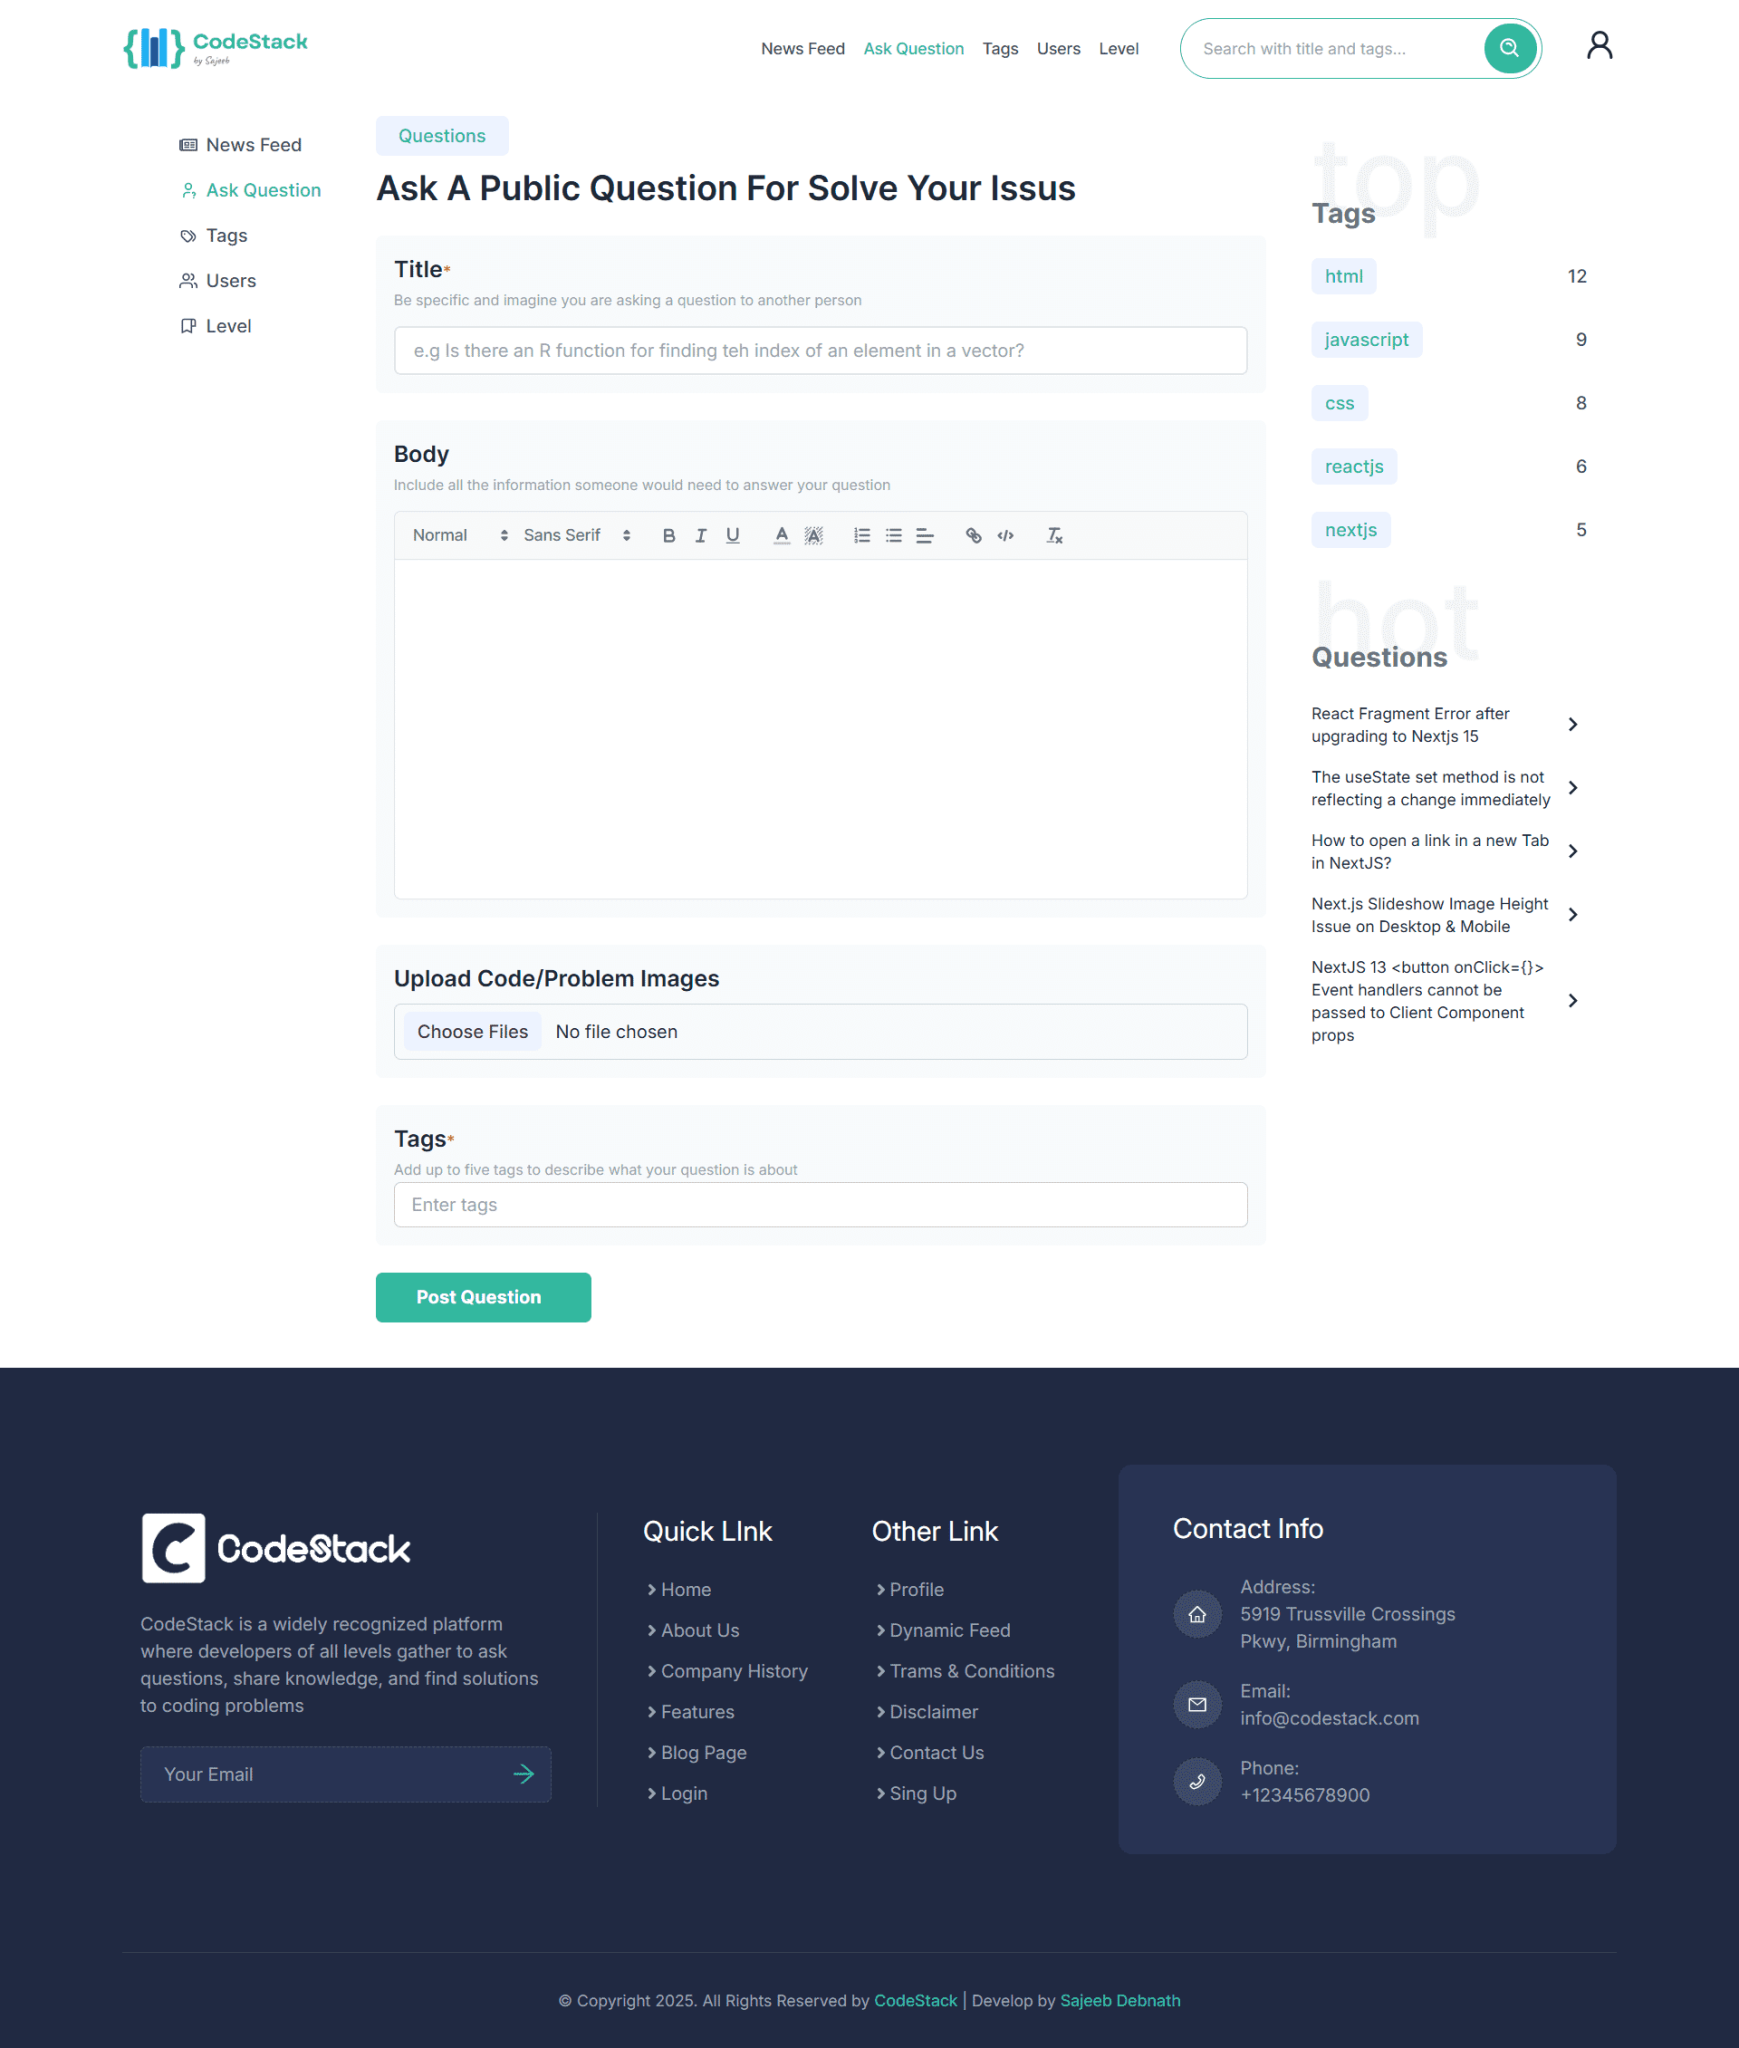 CodeStack
by Sajeeb
News Feed
Ask Question
Tags
Users
Level
Search with title and tags...
News Feed
Ask Question
Tags
Users
Level
Questions
Ask A Public Question For Solve Your Issus
Title*
Be specific and imagine you are asking a question to another person
e.g Is there an R function for finding teh index of an element in a vector?
Body
Include all the information someone would need to answer your question
Normal
Sans Serif
Upload Code/Problem Images
Choose Files No file chosen
Tags*
Add up to five tags to describe what your question is about
Enter tags
Post Question
top
Tags
html 12
javascript 9
css 8
reactjs 6
nextjs 5
hot
Questions
React Fragment Error after
upgrading to Nextjs 15
The useState set method is not
reflecting a change immediately
How to open a link in a new Tab
in NextJS?
Next.js Slideshow Image Height
Issue on Desktop & Mobile
NextJS 13 <button onClick={}>
Event handlers cannot be
passed to Client Component
props
CodeStack
CodeStack is a widely recognized platform
where developers of all levels gather to ask
questions, share knowledge, and find solutions
to coding problems
Your Email
Quick LInk
Home
About Us
Company History
Features
Blog Page
Login
Other Link
Profile
Dynamic Feed
Trams & Conditions
Disclaimer
Contact Us
Sing Up
Contact Info
Address:
5919 Trussville Crossings
Pkwy, Birmingham
Email:
info@codestack.com
Phone:
+12345678900
© Copyright 2025. All Rights Reserved by CodeStack | Develop by Sajeeb Debnath